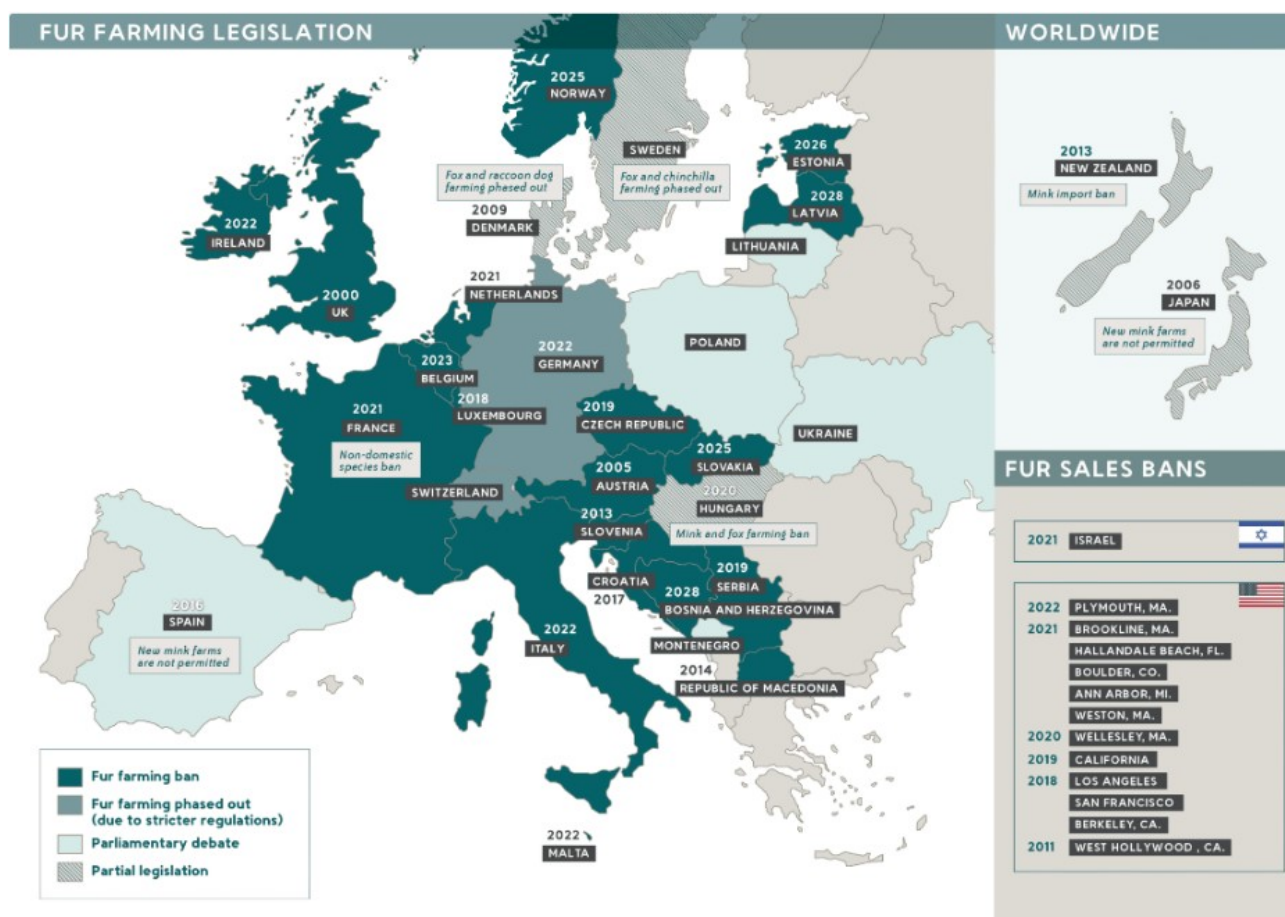 FUR FARMING LEGISLATION
2025
NORWAY
SWEDEN
Fox and raccoon dog
farming phased out
Fox and chinchilla
farming phased out
2009
DENMARK
2026
ESTONIA
2028
LATVIA
LITHUANIA
2022
IRELAND
2000
UK
2021
NETHERLANDS
2023
BELGIUM
2022
GERMANY
POLAND
2018
LUXEMBOURG
2021
FRANCE
Non-domestic
species ban
2019
CZECH REPUBLIC
UKRAINE
2025
SLOVAKIA
SWITZERLAND
2005
AUSTRIA
2020
HUNGARY
Mink and fox farming ban
2013
SLOVENIA
CROATIA
2017
2019
SERBIA
2028
BOSNIA AND HERZEGOVINA
2016
SPAIN
New mink farms
are not permitted
2022
ITALY
MONTENEGRO
2014
REPUBLIC OF MACEDONIA
2022
MALTA
Fur farming ban
Fur farming phased out
(due to stricter regulations)
Parliamentary debate
Partial legislation
WORLDWIDE
2013
NEW ZEALAND
Mink import ban
2006
JAPAN
New mink farms
are not permitted
FUR SALES BANS
2021 ISRAEL
2022 PLYMOUTH, MA.
2021 BROOKLINE, MA.
HALLANDALE BEACH, FL.
BOULDER, CO.
ANN ARBOR, MI.
WESTON, MA.
2020 WELLESLEY, MA.
2019 CALIFORNIA
2018 LOS ANGELES
SAN FRANCISCO
BERKELEY, CA.
2011 WEST HOLLYWOOD , CA.